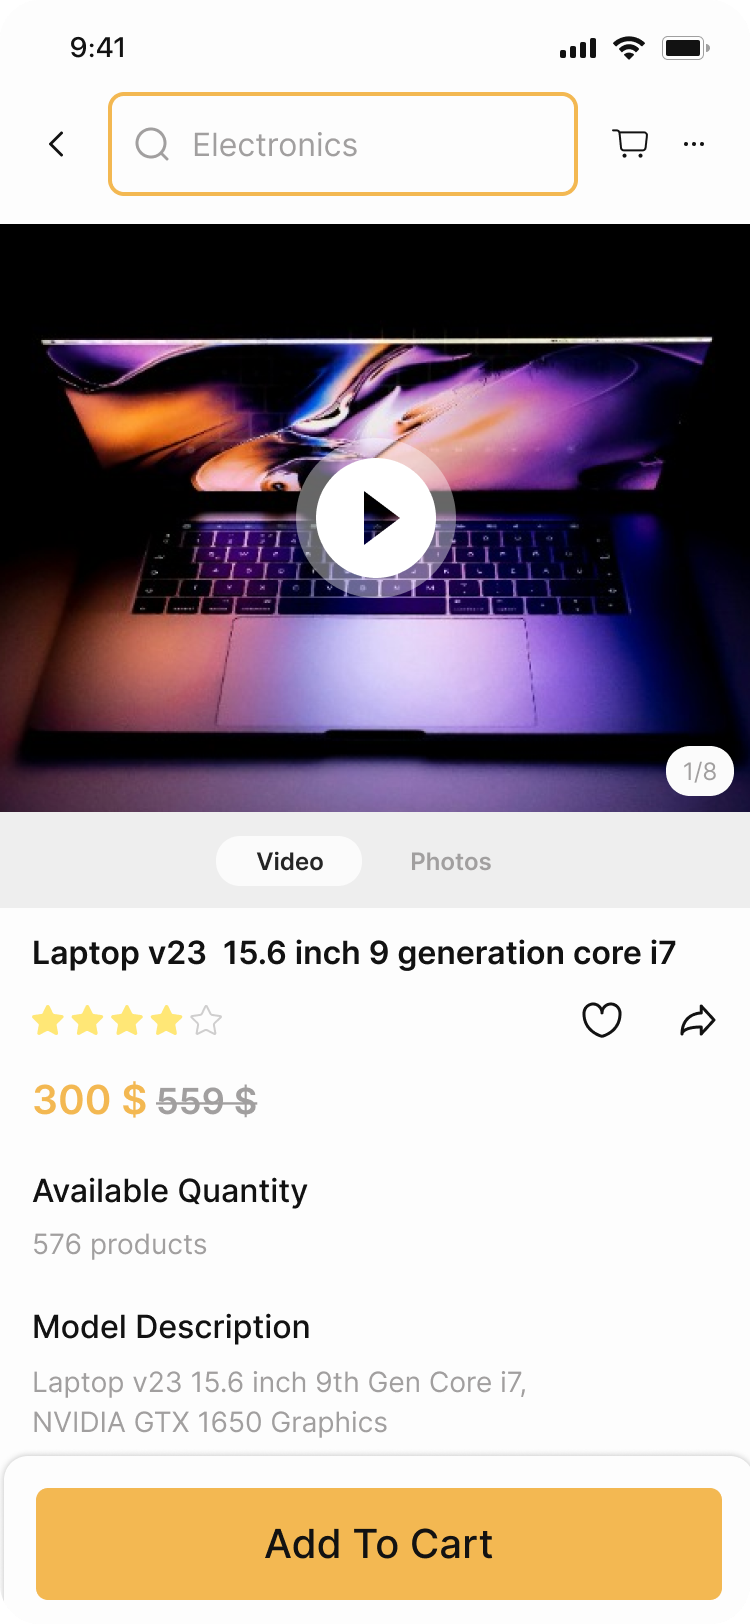 9:41
Electronics
1/8
Video
Photos
Laptop v23  15.6 inch 9 generation core i7
300 $ 559 $
Available Quantity
576 products
Model Description
Laptop v23 15.6 inch 9th Gen Core i7,
NVIDIA GTX 1650 Graphics
Add To Cart